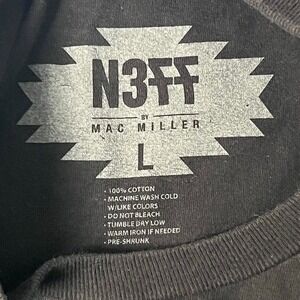 N3FF
BY
MAC MILLER
L
• 100% COTTON
• MACHINE WASH COLD
W/LIKE COLORS
• DO NOT BLEACH
• TUMBLE DRY LOW
• WARM IRON IF NEEDED
• PRE-SHRUNK